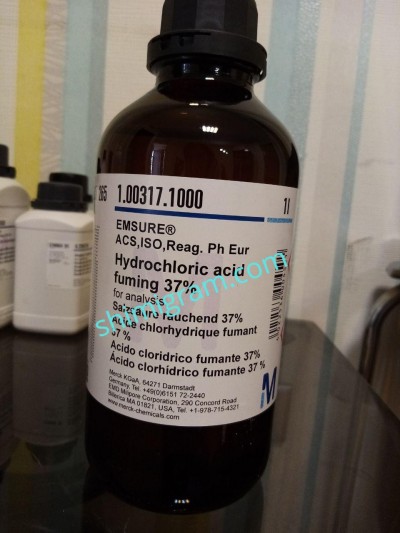 265 1.00317.1000 1l
EMSURE®
ACS,ISO,Reag. Ph Eur
Hydrochloric acid
fuming 37%
for analysis
Salzsäure rauchend 37%
Acide chlorhydrique fumant
37 %
Acido cloridrico fumante 37%
Ácido clorhídrico fumante 37 %
Merck KGaA, 64271 Darmstadt
Germany, Tel. +49(0)6151 72-2440
EMD Millipore Corporation, 290 Concord Road
Billerica MA 01821, USA, Tel. +1-978-715-4321
www.merck-chemicals.com
M
shimigram.com